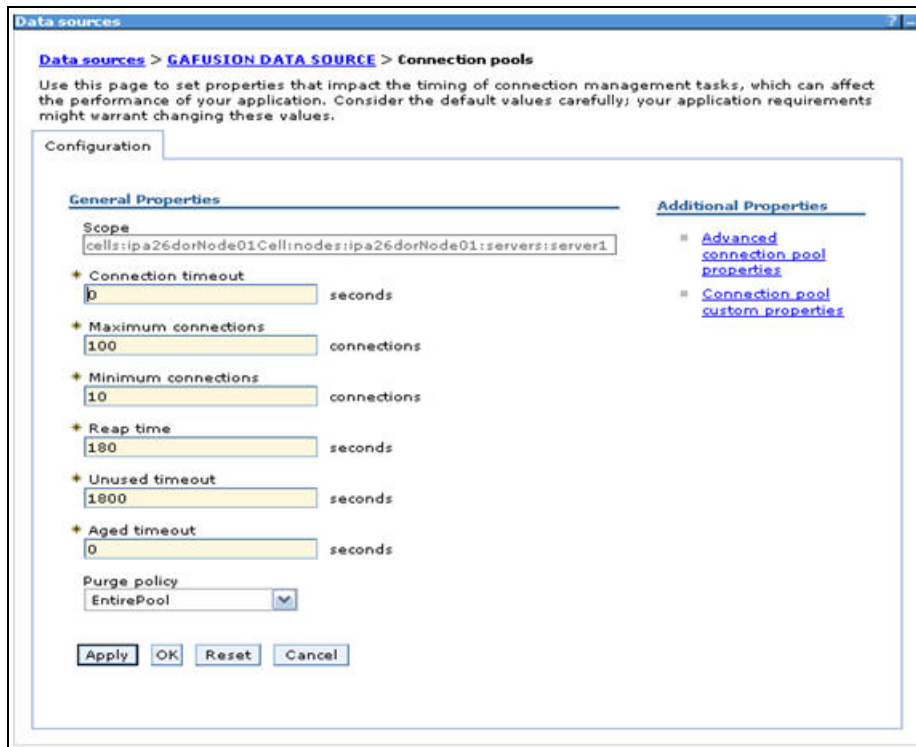 Data sources
? –
Data sources > GAFUSION DATA SOURCE > Connection pools
Use this page to set properties that impact the timing of connection management tasks, which can affect
the performance of your application. Consider the default values carefully; your application requirements
might warrant changing these values.
Configuration
General Properties
Scope
cells:ipa26dorNode01Cell:nodes:ipa26dorNode01:servers:server1
* Connection timeout
0 seconds
* Maximum connections
100 connections
* Minimum connections
10 connections
* Reap time
180 seconds
* Unused timeout
1800 seconds
* Aged timeout
0 seconds
Purge policy
EntirePool
Apply OK Reset Cancel
Additional Properties
Advanced
connection pool
properties
Connection pool
custom properties